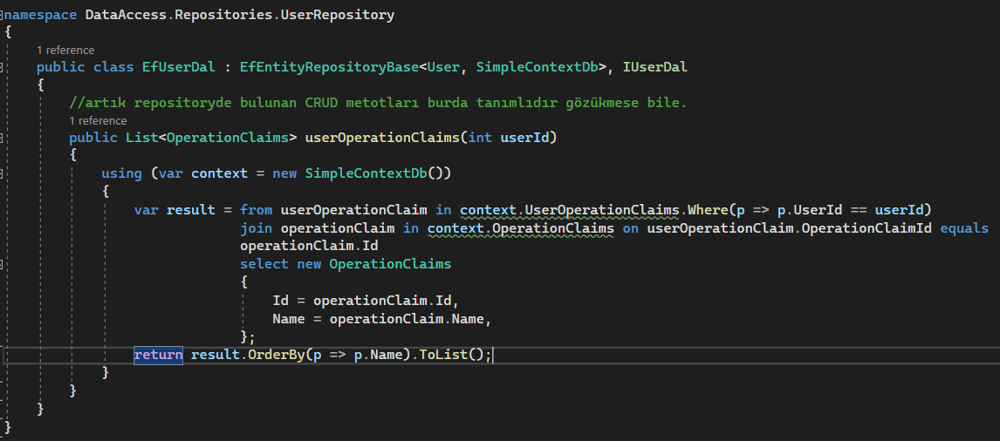 namespace DataAccess.Repositories.UserRepository
{
1 reference
public class EfUserDal : EfEntityRepositoryBase<User, SimpleContextDb>, IUserDal
{
//artık repositoryde bulunan CRUD metotları burda tanımlıdır gözükmese bile.
1 reference
public List<OperationClaims> userOperationClaims(int userId)
{
using (var context = new SimpleContextDb())
{
var result = from userOperationClaim in context.UserOperationClaims.Where(p => p.UserId == userId)
join operationClaim in context.OperationClaims on userOperationClaim.OperationClaimId equals
operationClaim.Id
select new OperationClaims
{
Id = operationClaim.Id,
Name = operationClaim.Name,
};
return result.OrderBy(p => p.Name).ToList();
}
}
}
}